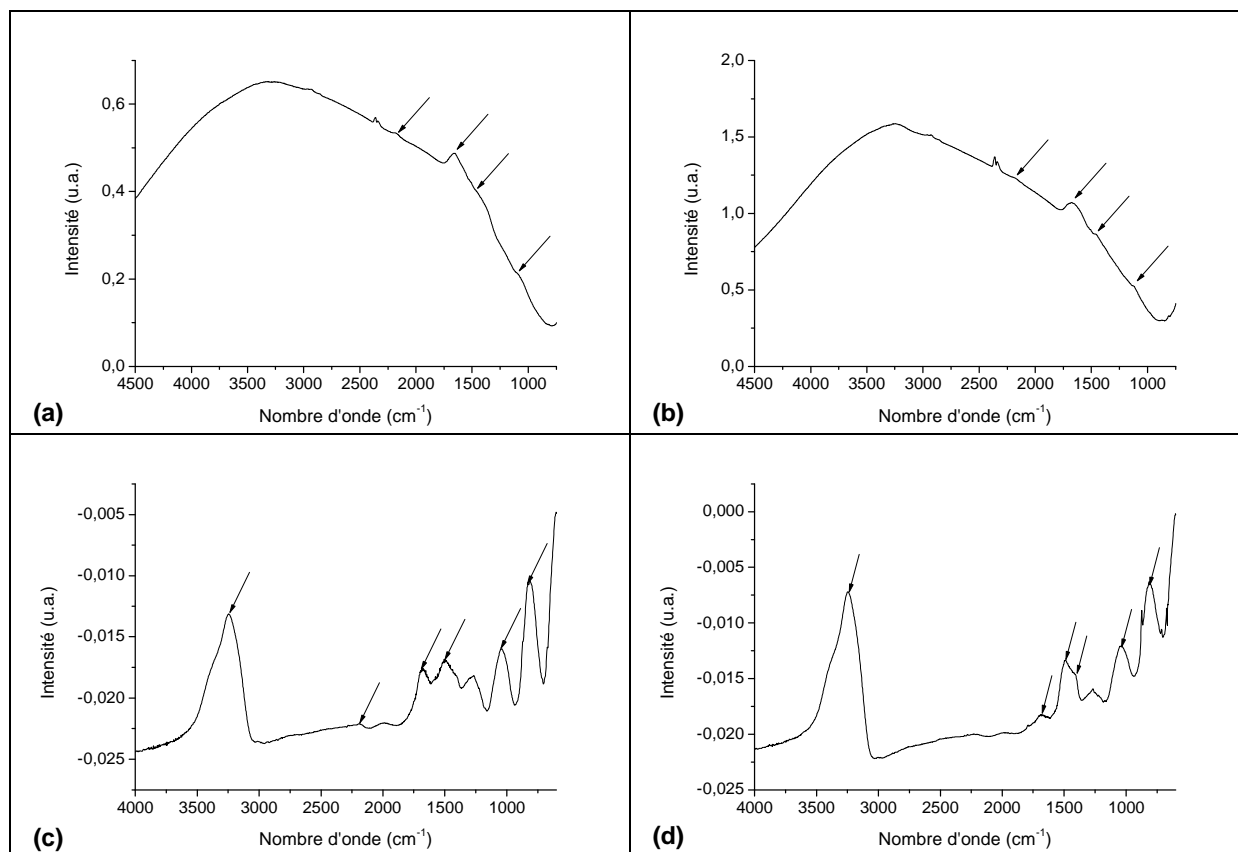 0,6
0,4
0,2
0,0
Intensité (u.a.)
4500 4000 3500 3000 2500 2000 1500 1000
Nombre d'onde (cm-1)
(a)
2,0
1,5
1,0
0,5
0,0
Intensité (u.a.)
4500 4000 3500 3000 2500 2000 1500 1000
Nombre d'onde (cm-1)
(b)
-0,005
-0,010
-0,015
-0,020
-0,025
Intensité (u.a.)
4000 3500 3000 2500 2000 1500 1000
Nombre d'onde (cm-1)
(c)
0,000
-0,005
-0,010
-0,015
-0,020
-0,025
Intensité (u.a.)
4000 3500 3000 2500 2000 1500 1000
Nombre d'onde (cm-1)
(d)